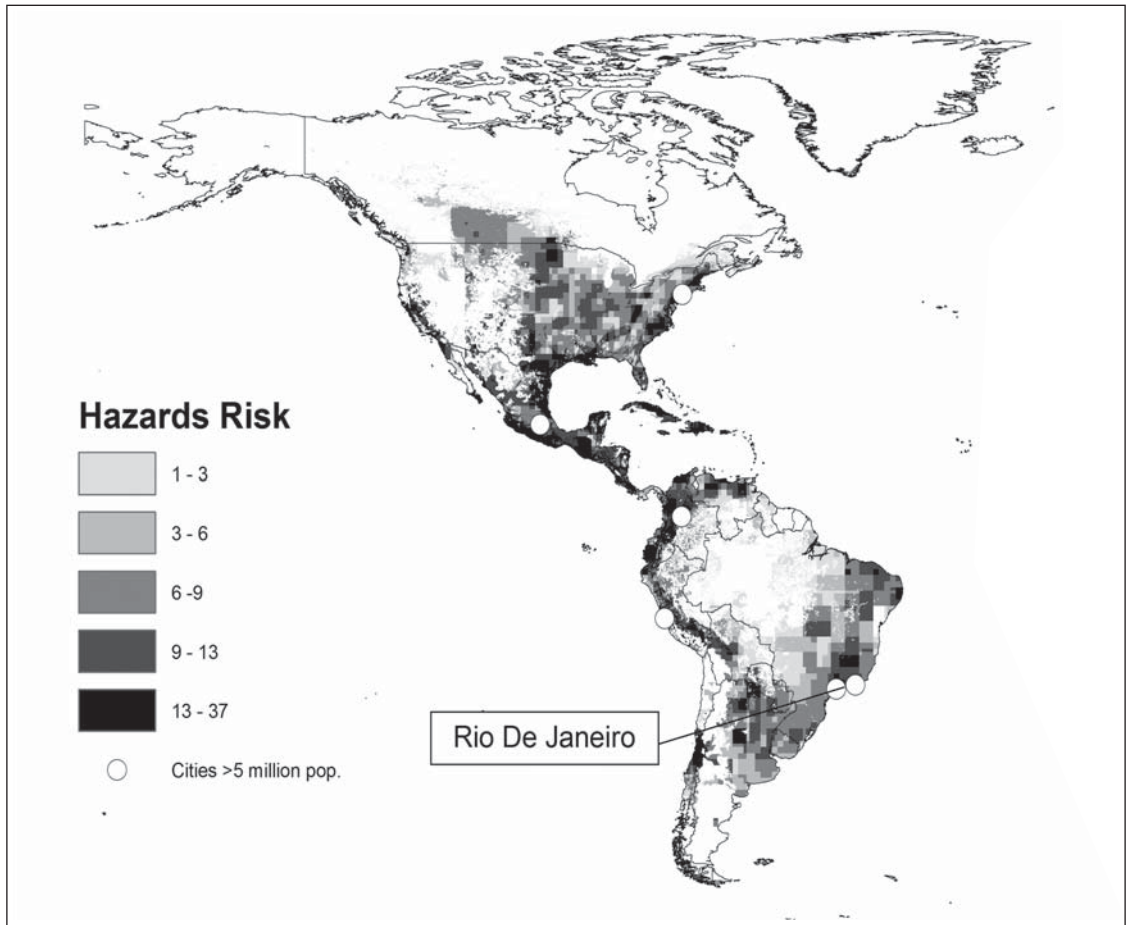 Hazards Risk
1 - 3
3 - 6
6 -9
9 - 13
13 - 37
Cities >5 million pop.
Rio De Janeiro